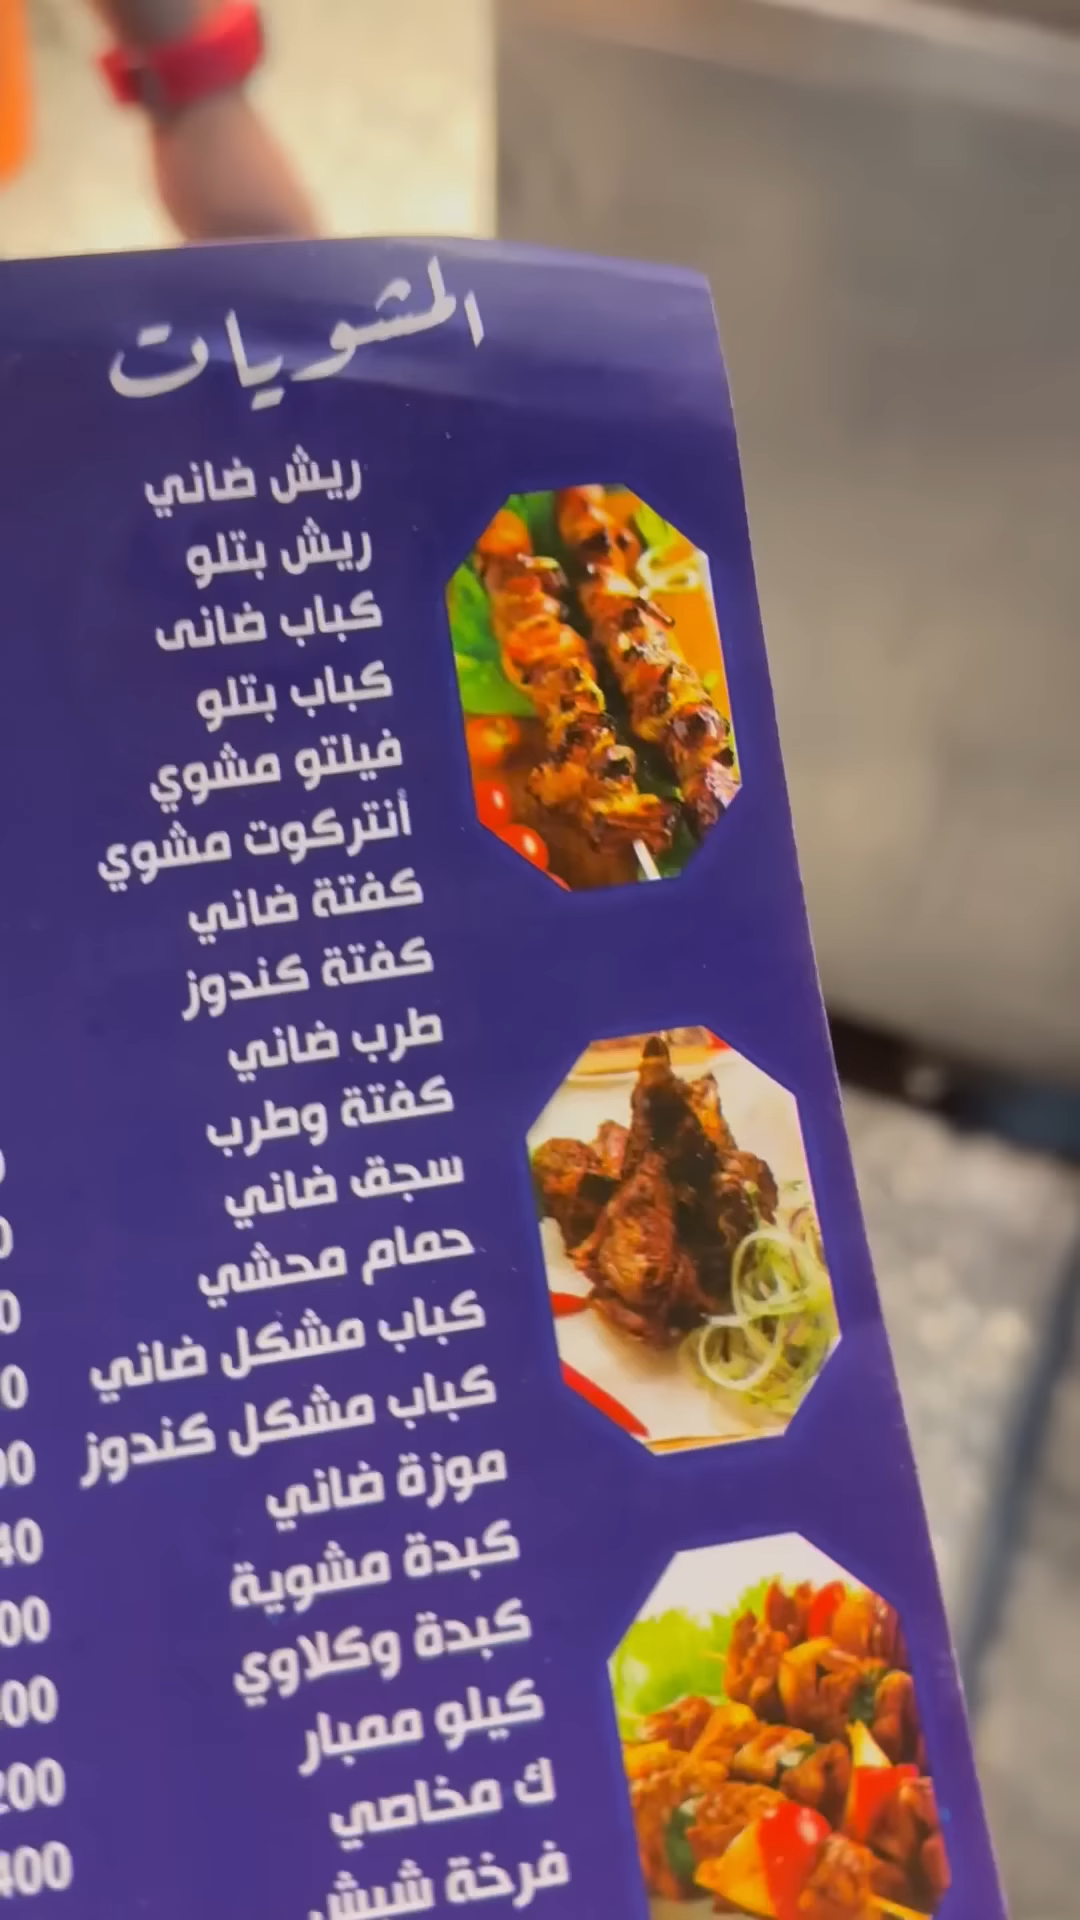 المشويات
ريش ضاني
ريش بتلو
كباب ضانى
كباب بتلو
فيلتو مشوي
أنتركوت مشوي
كفتة ضاني
كفتة كندوز
طرب ضاني
كفتة وطرب
سجق ضاني
حمام محشي
كباب مشكل ضاني
كباب مشكل كندوز
موزة ضاني
كبدة مشوية
كبدة وكلاوي
كيلو ممبار
ك مخاصي
فرخة شيش